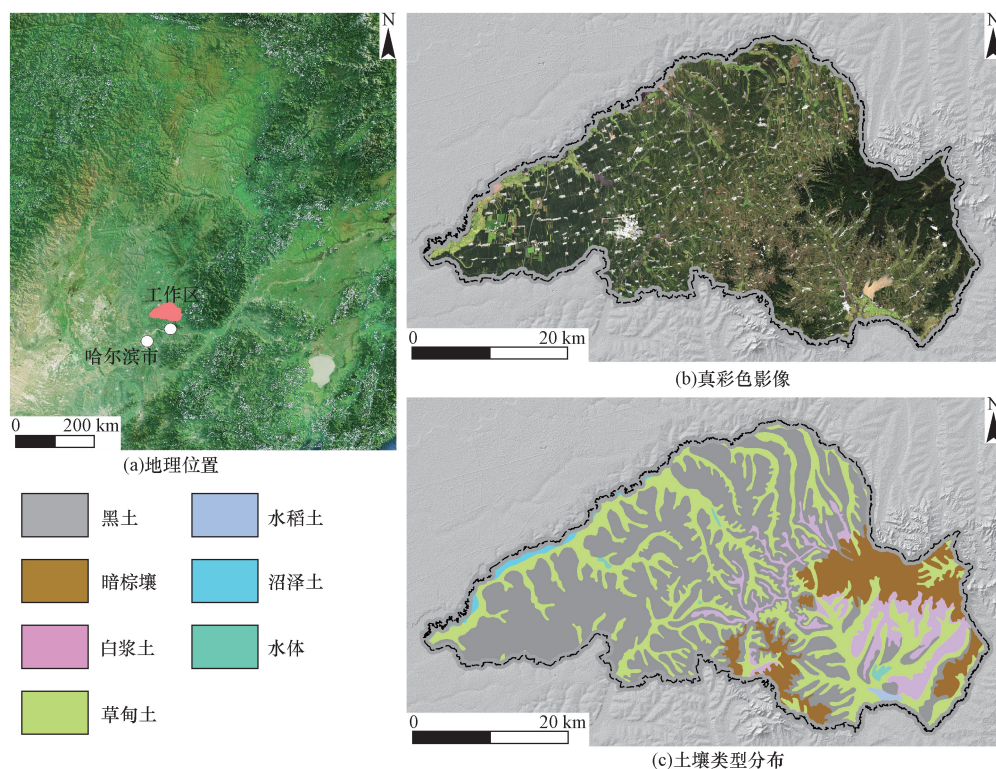 N
工作区
哈尔滨市
0 200 km
(a)地理位置
N
0 20 km
(b)真彩色影像
黑土
水稻土
暗棕壤
沼泽土
白浆土
水体
草甸土
N
0 20 km
(c)土壤类型分布